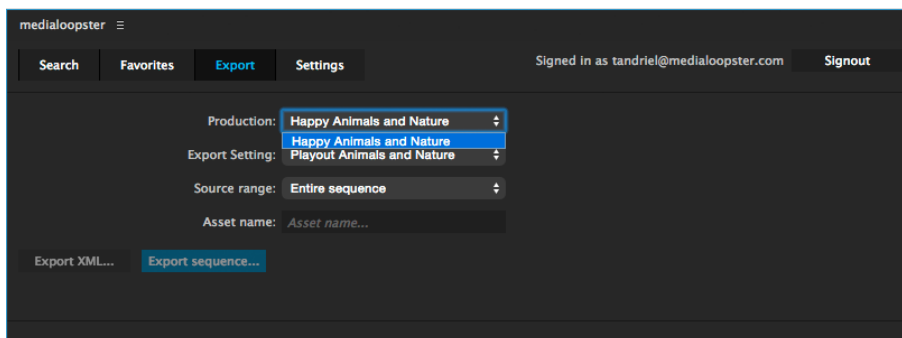 medialoopster
Search Favorites Export Settings Signed in as tandriel@medialoopster.com Signout
Production: Happy Animals and Nature
Happy Animals and Nature
Export Setting: Playout Animals and Nature
Source range: Entire sequence
Asset name: Asset name...
Export XML... Export sequence...